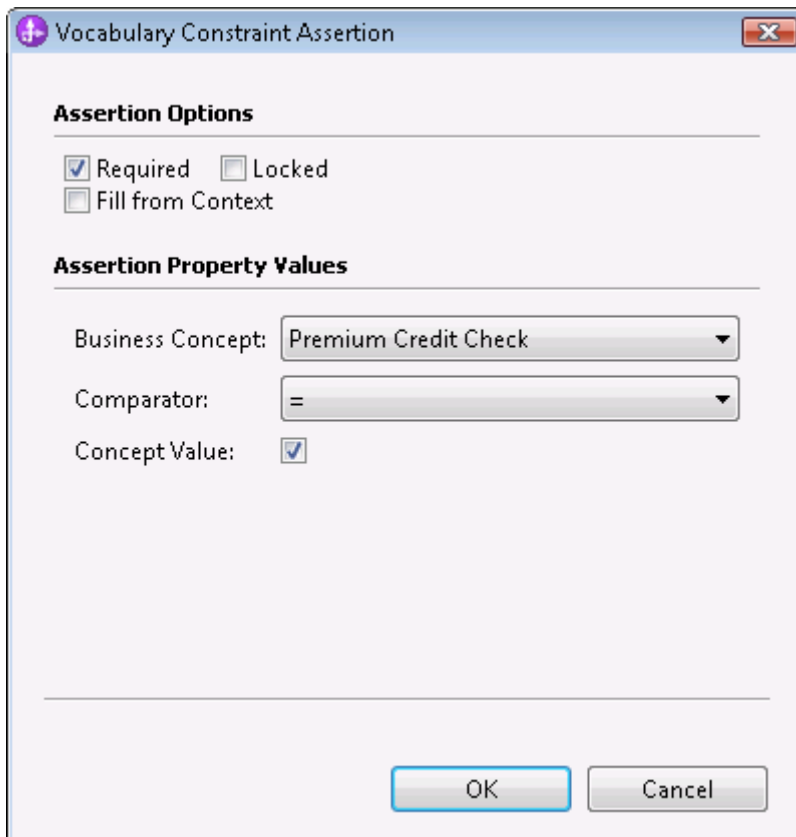 Vocabulary Constraint Assertion
Assertion Options
Required Locked
Fill from Context
Assertion Property Values
Business Concept: Premium Credit Check
Comparator: =
Concept Value:
OK Cancel